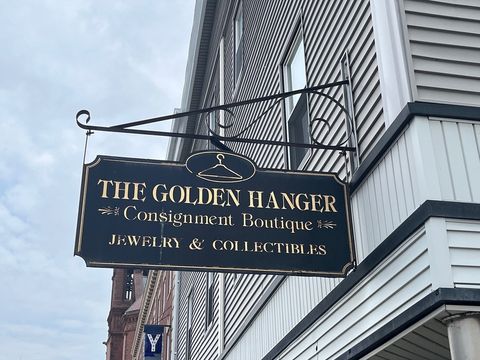 THE GOLDEN HANGER
Consignment Boutique
JEWELRY & COLLECTIBLES
Y